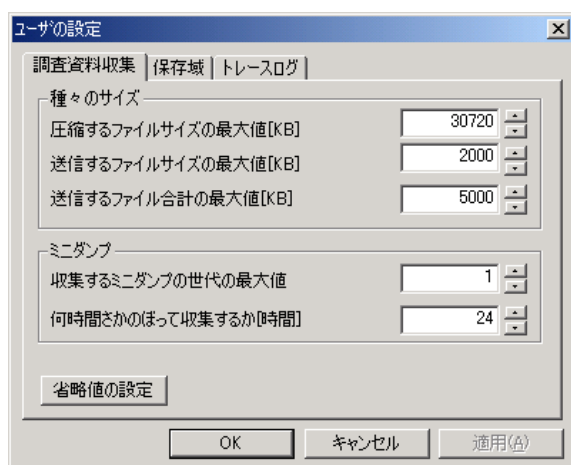 ユーザの設定
調査資料収集 保存域 トレースログ
種々のサイズ
圧縮するファイルサイズの最大値[KB] 30720
送信するファイルサイズの最大値[KB] 2000
送信するファイル合計の最大値[KB] 5000
ミニダンプ
収集するミニダンプの世代の最大値 1
何時間さかのぼって収集するか[時間] 24
省略値の設定
OK キャンセル 適用(A)